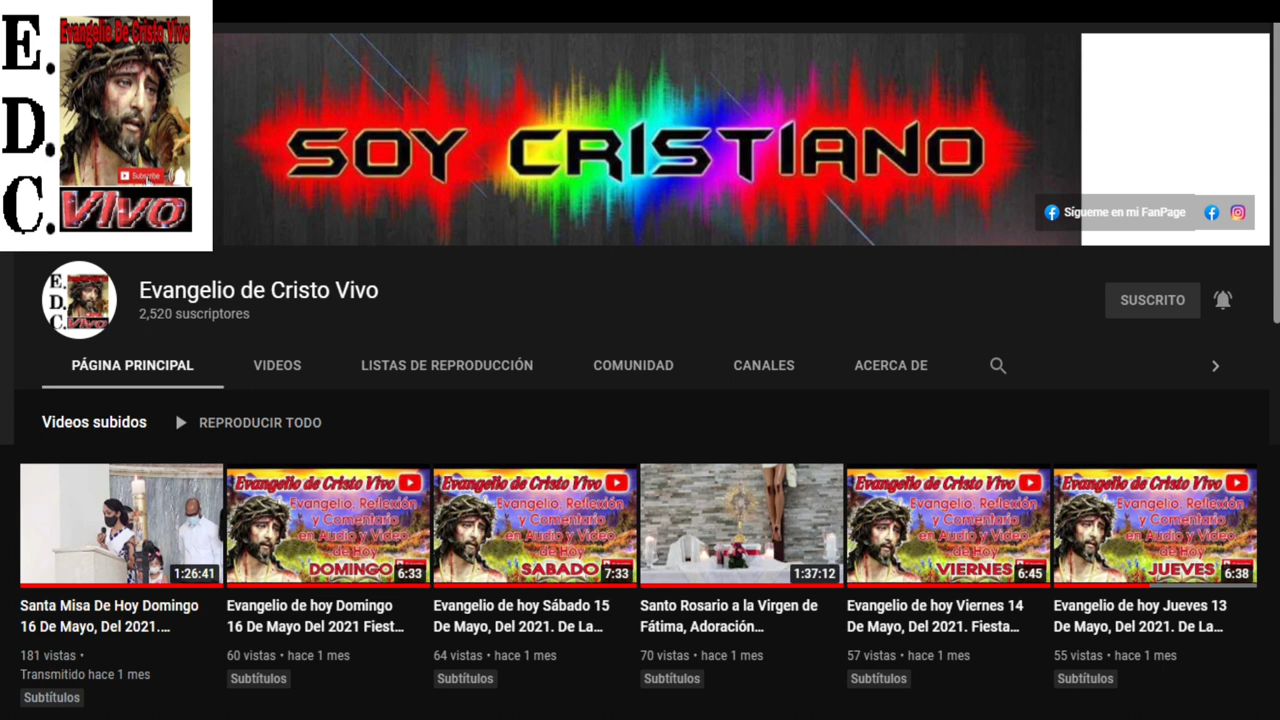 E.
D.
C.
Evangelio De Cristo Vivo
Subscribe
Vivo
SOY CRISTIANO
Sígueme en mi FanPage
E.
D.
C.
Vivo
Evangelio de Cristo Vivo
2,520 suscriptores
SUSCRITO
PÁGINA PRINCIPAL
VIDEOS
LISTAS DE REPRODUCCIÓN
COMUNIDAD
CANALES
ACERCA DE
Videos subidos
REPRODUCIR TODO
1:26:41
Santa Misa De Hoy Domingo
16 De Mayo, Del 2021....
181 vistas •
Transmitido hace 1 mes
Subtítulos
Evangelio de Cristo Vivo
Evangelio, Reflexión
y Comentario
en Audio y Video
de Hoy
DOMINGO
6:33
Evangelio de hoy Domingo
16 De Mayo Del 2021 Fiest...
60 vistas • hace 1 mes
Subtítulos
Evangelio de Cristo Vivo
Evangelio, Reflexión
y Comentario
en Audio y Video
de Hoy
SABADO
7:33
Evangelio de hoy Sábado 15
De Mayo, Del 2021. De La...
64 vistas • hace 1 mes
Subtítulos
1:37:12
Santo Rosario a la Virgen de
Fátima, Adoración...
70 vistas • hace 1 mes
Subtítulos
Evangelio de Cristo Vivo
Evangelio, Reflexión
y Comentario
en Audio y Video
de Hoy
VIERNES
6:45
Evangelio de hoy Viernes 14
De Mayo, Del 2021. Fiesta...
57 vistas • hace 1 mes
Subtítulos
Evangelio de Cristo Vivo
Evangelio, Reflexión
y Comentario
en Audio y Video
de Hoy
JUEVES
6:38
Evangelio de hoy Jueves 13
De Mayo, Del 2021. De La...
55 vistas • hace 1 mes
Subtítulos